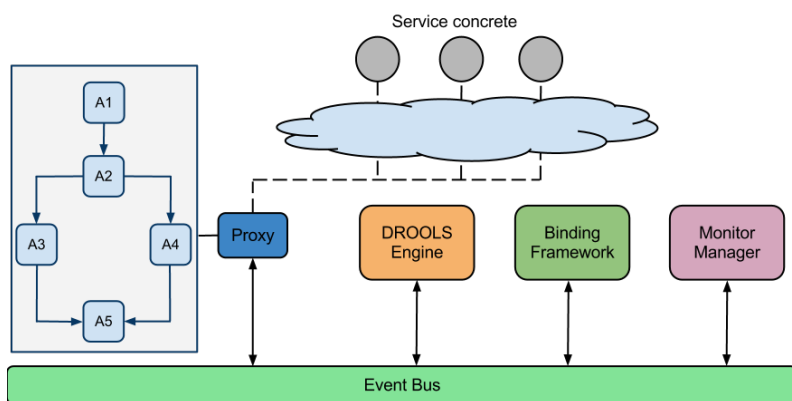 Service concrete
A1
A2
A3
A4
A5
Proxy
DROOLS
Engine
Binding
Framework
Monitor
Manager
Event Bus